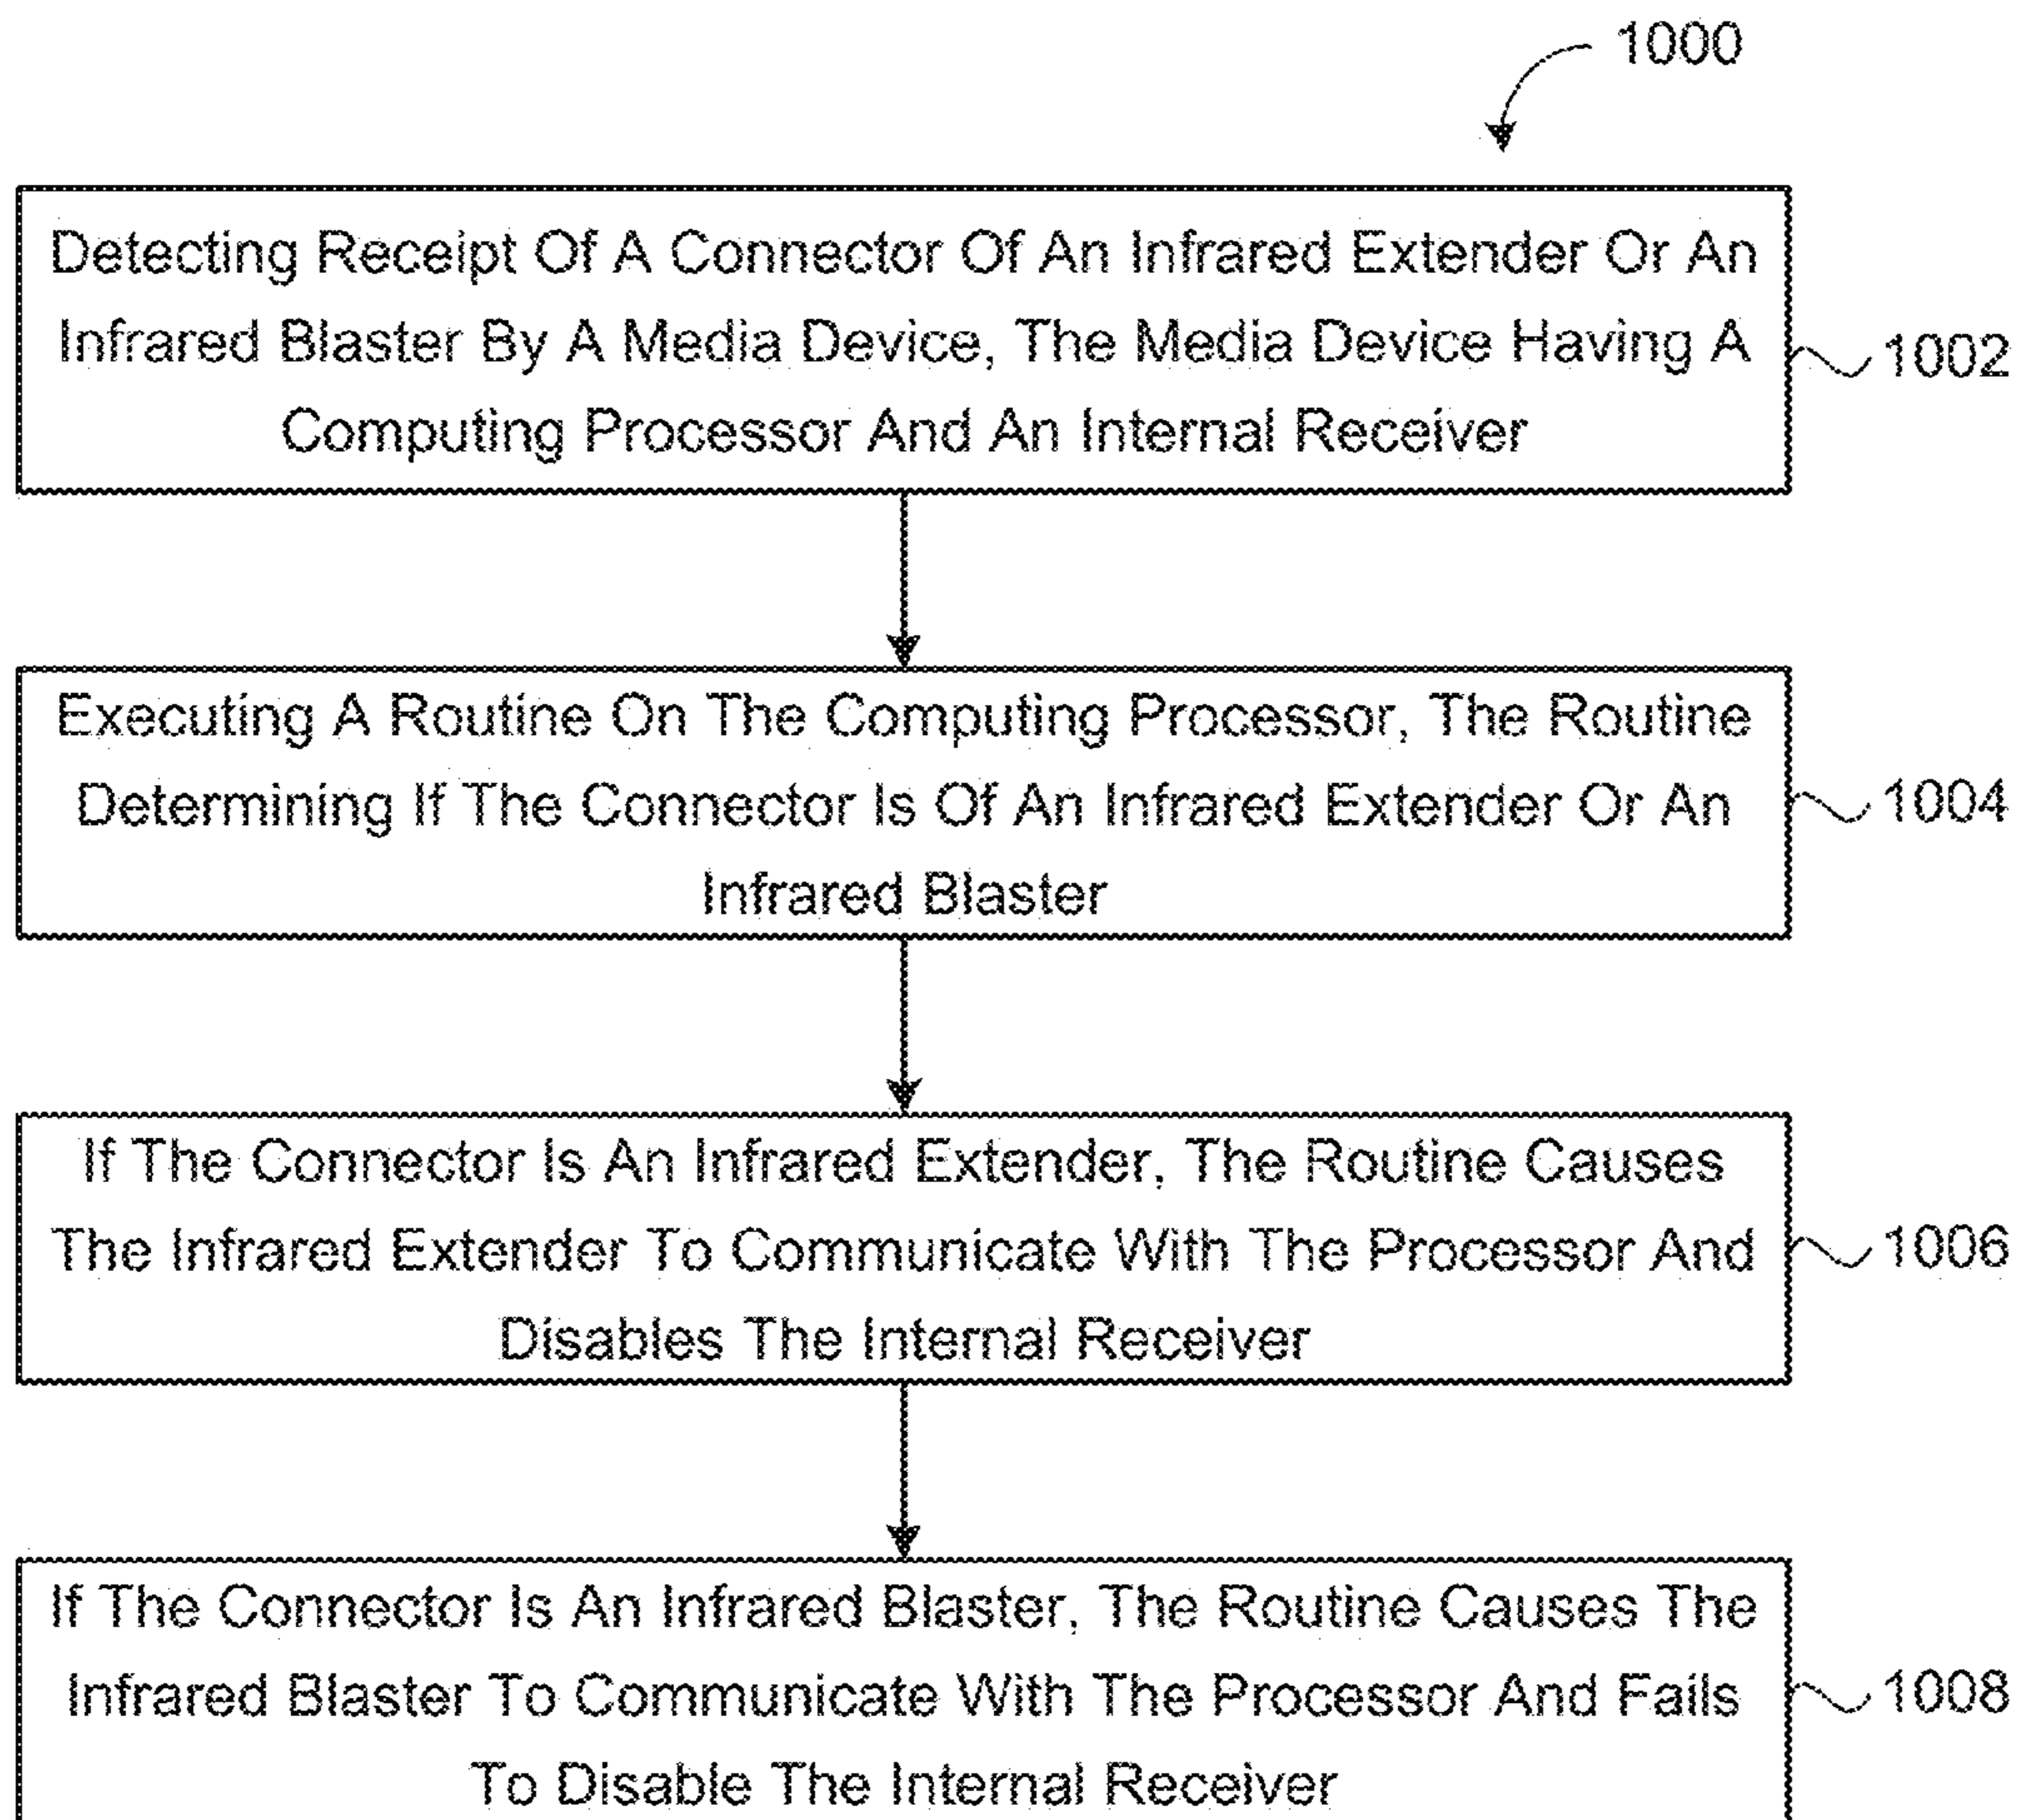 1000
Detecting Receipt Of A Connector Of An Infrared Extender Or An
Infrared Blaster By A Media Device, The Media Device Having A
Computing Processor And An Internal Receiver
1002
Executing A Routine On The Computing Processor, The Routine
Determining If The Connector Is Of An Infrared Extender Or An
Infrared Blaster
1004
If The Connector Is An Infrared Extender, The Routine Causes
The Infrared Extender To Communicate With The Processor And
Disables The Internal Receiver
1006
If The Connector Is An Infrared Blaster, The Routine Causes The
Infrared Blaster To Communicate With The Processor And Fails
To Disable The Internal Receiver
1008